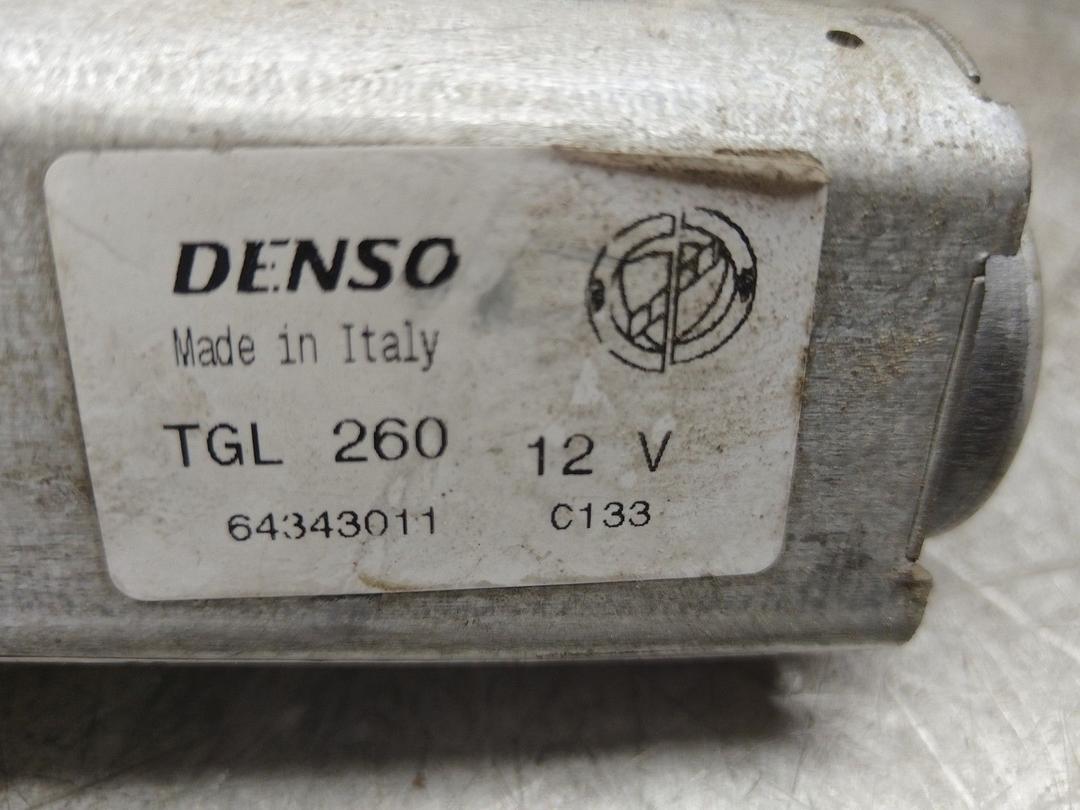 DENSO
Made in Italy
TGL 260 12 V
64343011 C133